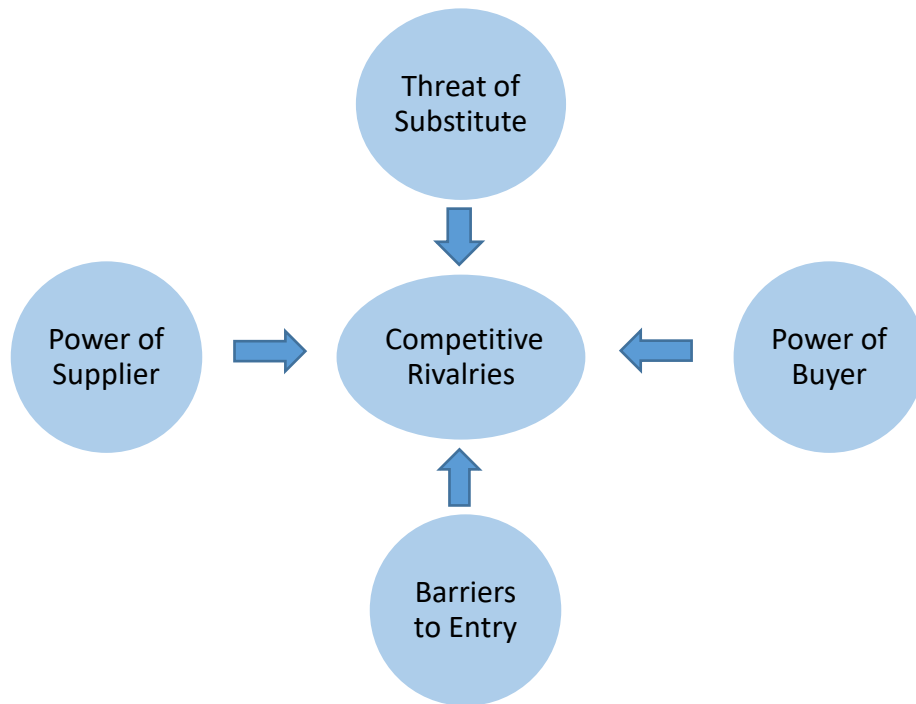 Threat of
Substitute
Power of
Supplier
Competitive
Rivalries
Power of
Buyer
Barriers
to Entry